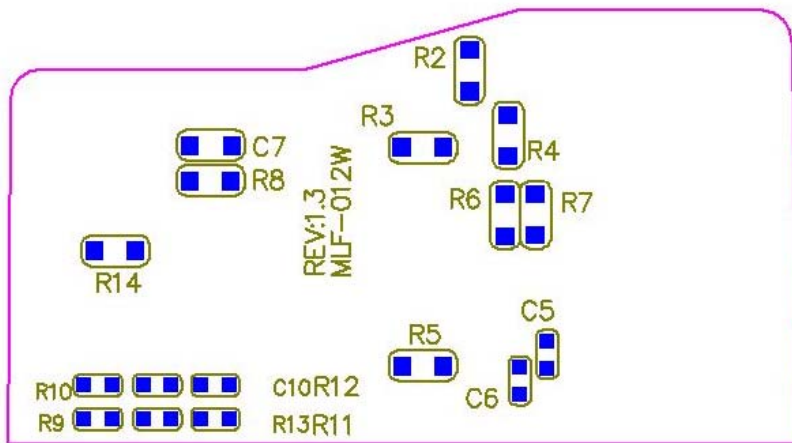 R2
R3
C7
R4
R8
R6
R7
REV:1.3
MLF-012W
R14
C5
R5
R10
C10R12
C6
R9
R13R11